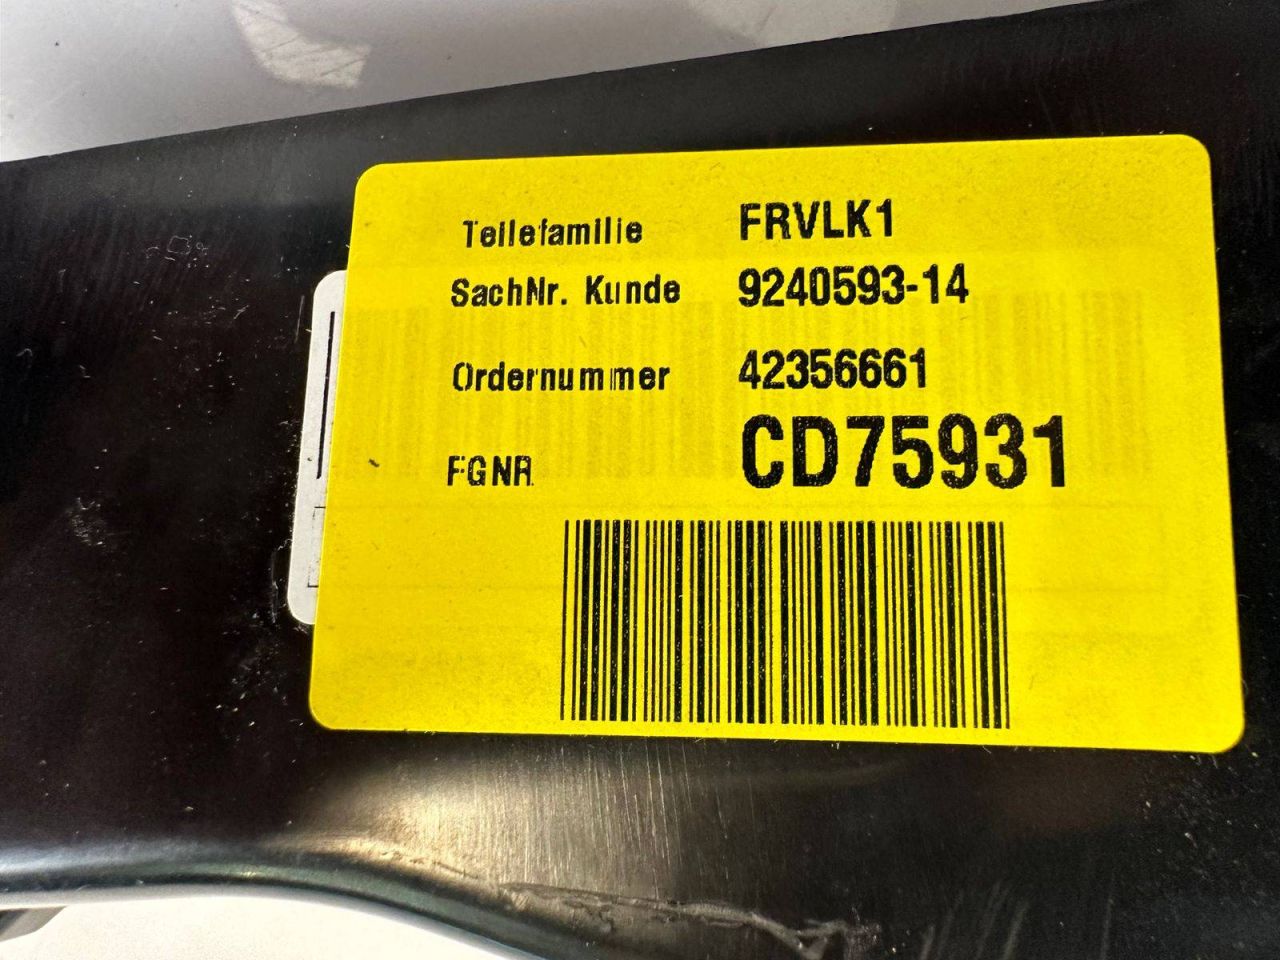 Teilefamilie FRVLK1
SachNr. Kunde 9240593-14
Ordernummer 42356661
FGNR CD75931